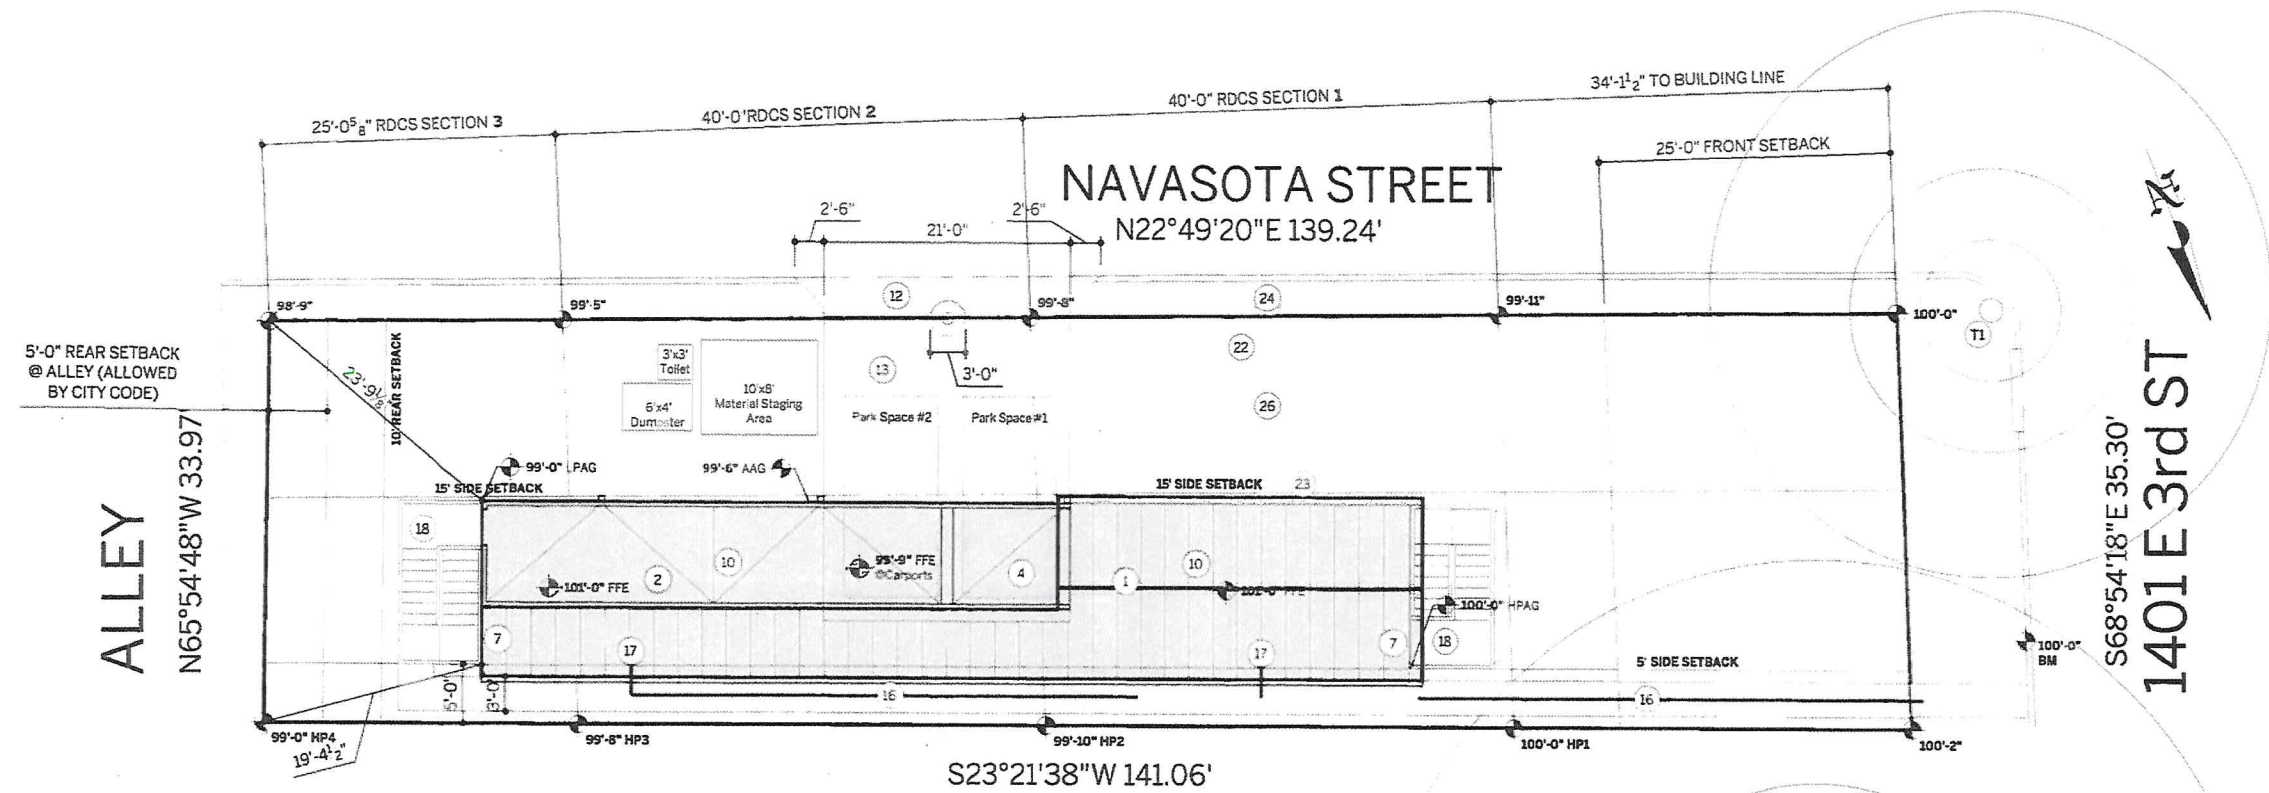 34'-1½" TO BUILDING LINE
40'-0" RDCS SECTION 1
40'-0"RDCS SECTION 2
25'-0⅝" RDCS SECTION 3
25'-0" FRONT SETBACK
NAVASOTA STREET
N22°49'20"E 139.24'
2'-6"
21'-0"
2'-6"
12
24
98'-9"
99'-5"
99'-8"
99'-11"
100'-0"
T1
5'-0" REAR SETBACK
@ ALLEY (ALLOWED
BY CITY CODE)
23'-9⅛"
10' REAR SETBACK
3'x3'
Toilet
6'x4'
Dumpster
10'x8'
Material Staging
Area
13
3'-0"
22
26
Park Space #2
Park Space #1
99'-0" LPAG
99'-6" AAG
15' SIDE SETBACK
15' SIDE SETBACK
23
ALLEY
N65°54'48"W 33.97'
18
101'-0" FFE
2
10
99'-9" FFE
@Carports
4
1
10
101'-0" FFE
100'-0" HPAG
7
17
17
7
18
5' SIDE SETBACK
16
16
5'-0"
3'-0"
100'-0"
BM
S68°54'18"E 35.30'
1401 E 3rd ST
99'-0" HP4
19'-4½"
99'-8" HP3
99'-10" HP2
100'-0" HP1
100'-2"
S23°21'38"W 141.06'